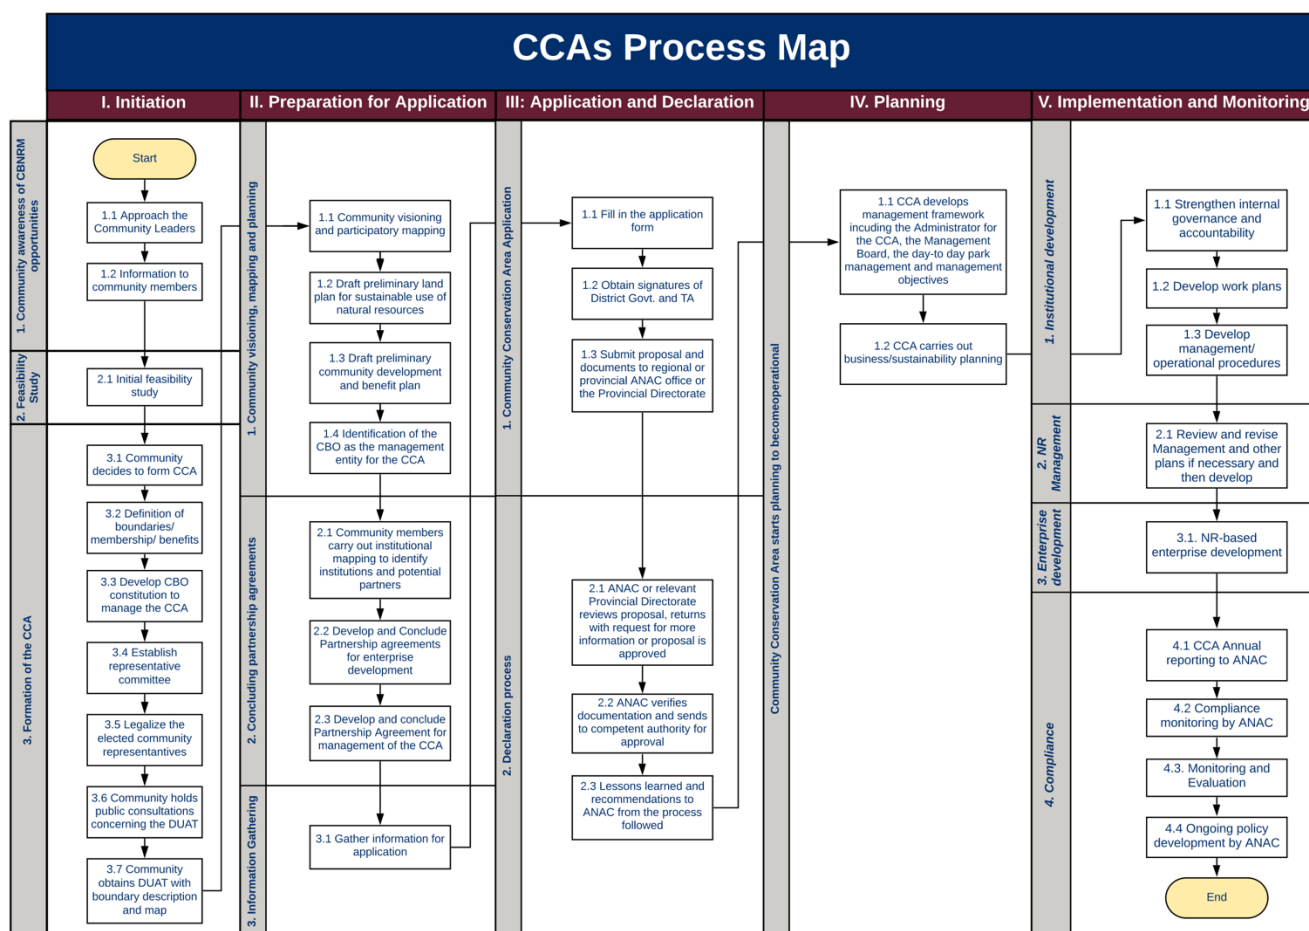 CCAs Process Map
I. Initiation
II. Preparation for Application
III: Application and Declaration
IV. Planning
V. Implementation and Monitoring
1. Community awareness of CBNRM
opportunities
Start
1.1 Approach the
Community Leaders
1.2 Information to
community members
2. Feasibility
Study
2.1 Initial feasibility
study
3. Formation of the CCA
3.1 Community
decides to form CCA
3.2 Definition of
boundaries/
membership/ benefits
3.3 Develop CBO
constitution to
manage the CCA
3.4 Establish
representative
committee
3.5 Legalize the
elected community
representantives
3.6 Community holds
public consultations
concerning the DUAT
3.7 Community
obtains DUAT with
boundary description
and map
1. Community visioning, mapping and planning
1.1 Community visioning
and participatory mapping
1.2 Draft preliminary land
plan for sustainable use of
natural resources
1.3 Draft preliminary
community development
and benefit plan
1.4 Identification of the
CBO as the management
entity for the CCA
2. Concluding partnership agreements
2.1 Community members
carry out institutional
mapping to identify
institutions and potential
partners
2.2 Develop and Conclude
Partnership agreements
for enterprise
development
2.3 Develop and conclude
Partnership Agreement for
management of the CCA
3. Information Gathering
3.1 Gather information for
application
1. Community Conservation Area Application
1.1 Fill in the application
form
1.2 Obtain signatures of
District Govt. and TA
1.3 Submit proposal and
documents to regional or
provincial ANAC office or
the Provincial Directorate
2. Declaration process
2.1 ANAC or relevant
Provincial Directorate
reviews proposal, returns
with request for more
information or proposal is
approved
2.2 ANAC verifies
documentation and sends
to competent authority for
approval
2.3 Lessons learned and
recommendations to
ANAC from the process
followed
Community Conservation Area starts planning to becomeoperational
1.1 CCA develops
management framework
incuding the Administrator for
the CCA, the Management
Board, the day-to day park
management and management
objectives
1.2 CCA carries out
business/sustainability planning
1. Institutional development
1.1 Strengthen internal
governance and
accountability
1.2 Develop work plans
1.3 Develop
management/
operational procedures
2. NR
Management
2.1 Review and revise
Management and other
plans if necessary and
then develop
3. Enterprise
development
3.1. NR-based
enterprise development
4. Compliance
4.1 CCA Annual
reporting to ANAC
4.2 Compliance
monitoring by ANAC
4.3. Monitoring and
Evaluation
4.4 Ongoing policy
development by ANAC
End